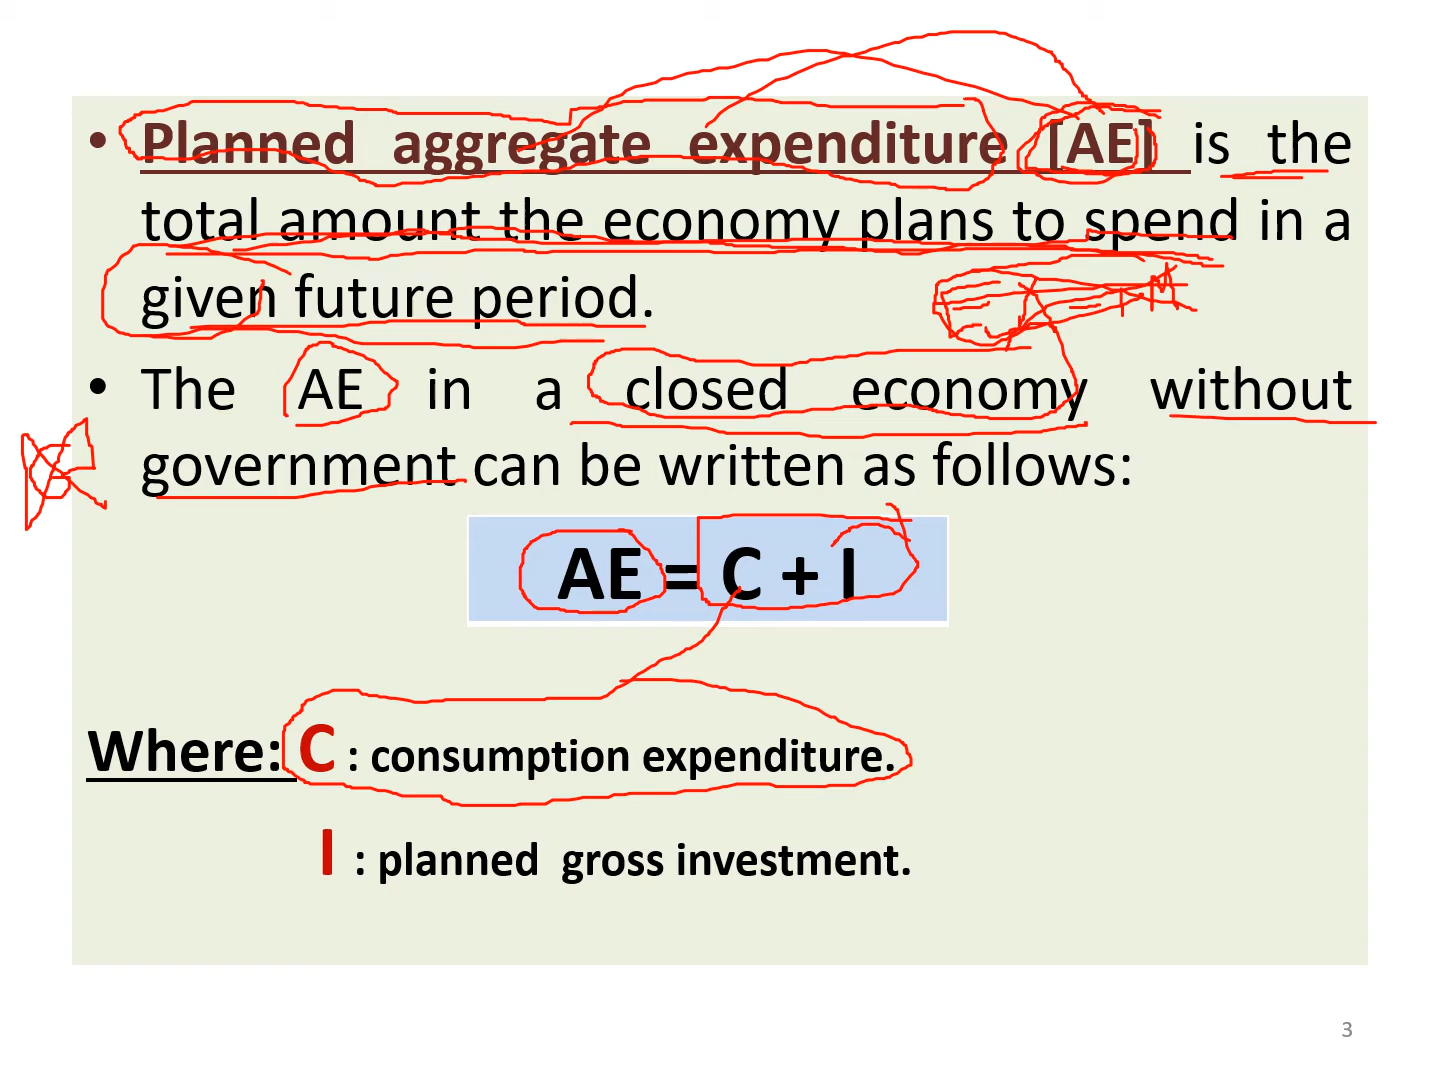 • Planned aggregate expenditure [AE] is the
total amount the economy plans to spend in a
given future period.
• The AE in a closed economy without
government can be written as follows:
AE = C + I
Where: C : consumption expenditure.
I : planned gross investment.
3